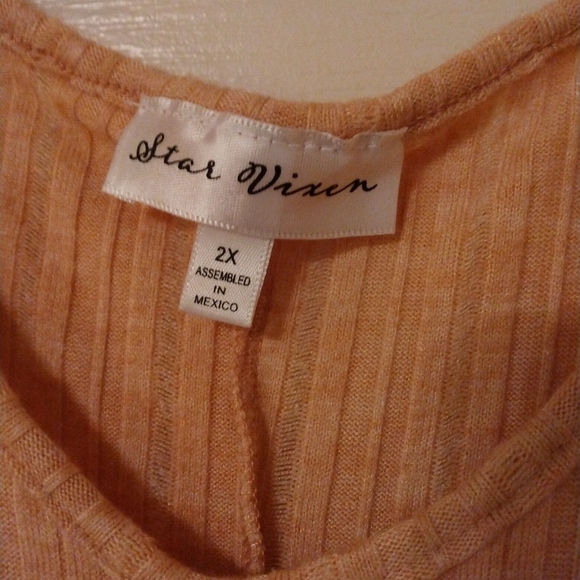 Star Vixen
2X
ASSEMBLED
IN
MEXICO